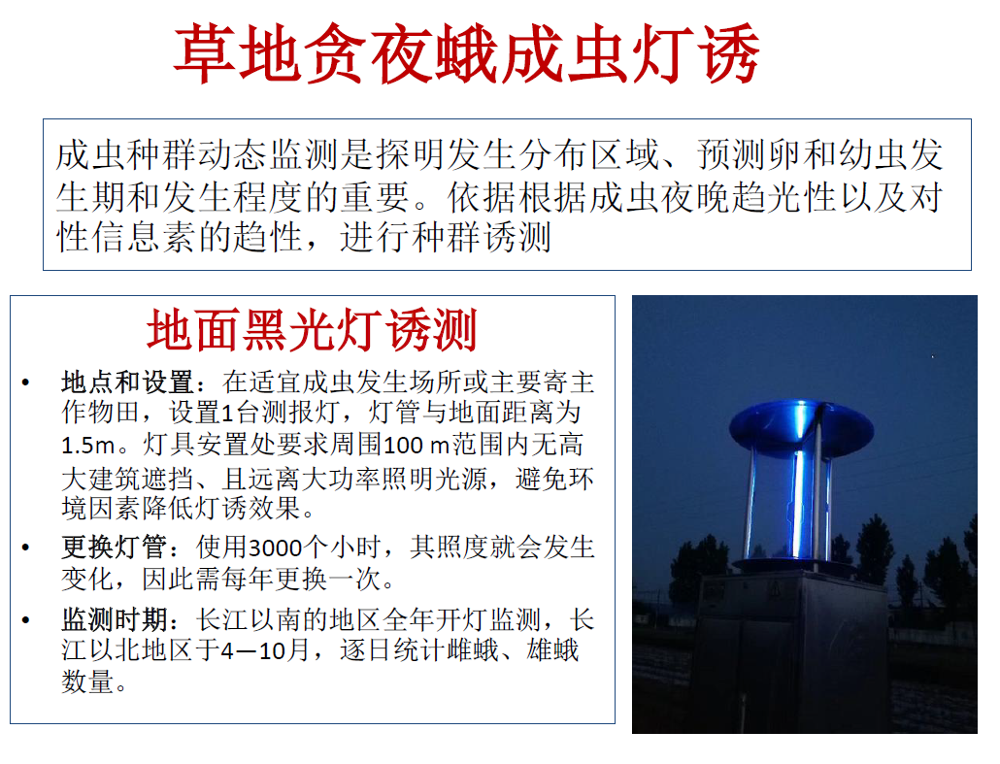 草地贪夜蛾成虫灯诱
成虫种群动态监测是探明发生分布区域、预测卵和幼虫发
生期和发生程度的重要。依据根据成虫夜晚趋光性以及对
性信息素的趋性，进行种群诱测
地面黑光灯诱测
• 地点和设置：在适宜成虫发生场所或主要寄主
作物田，设置1台测报灯，灯管与地面距离为
1.5m。灯具安置处要求周围100 m范围内无高
大建筑遮挡、且远离大功率照明光源，避免环
境因素降低灯诱效果。
• 更换灯管：使用3000个小时，其照度就会发生
变化，因此需每年更换一次。
• 监测时期：长江以南的地区全年开灯监测，长
江以北地区于4—10月，逐日统计雌蛾、雄蛾
数量。